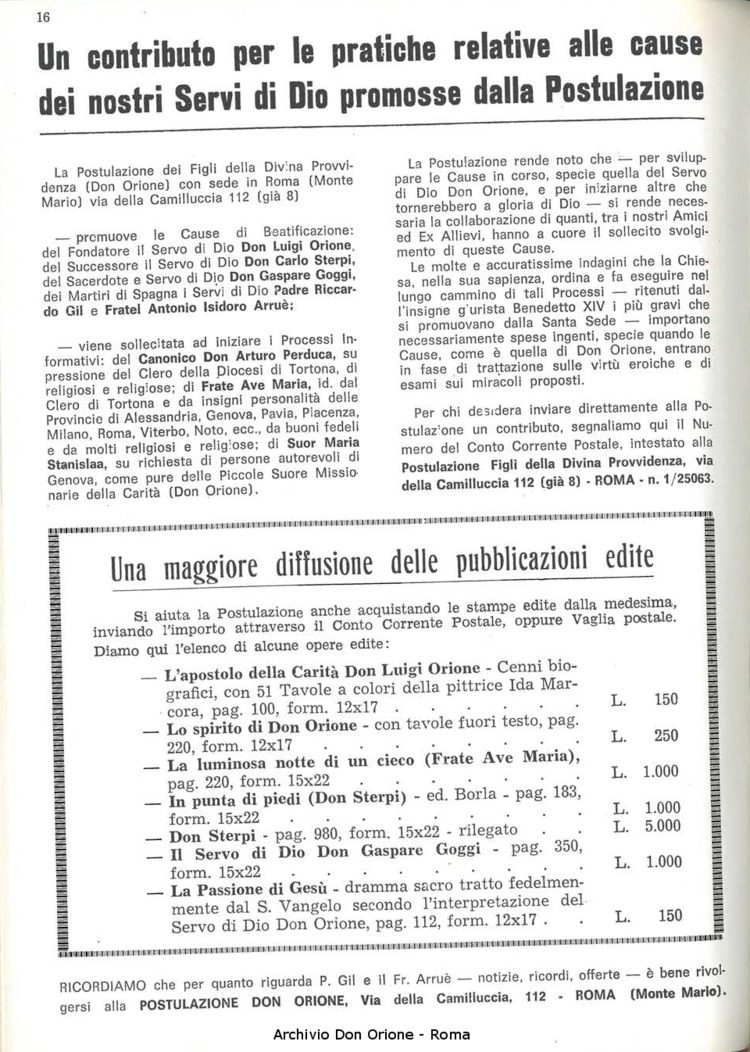 16
Un contributo per le pratiche relative alle cause
dei nostri Servi di Dio promosse dalla Postulazione
La Postulazione dei Figli della Divina Provvi-
denza (Don Orione) con sede in Roma (Monte
Mario) via della Camilluccia 112 (già 8)
— promuove le Cause di Beatificazione:
del Fondatore il Servo di Dio Don Luigi Orione,
del Successore il Servo di Dio Don Carlo Sterpi,
del Sacerdote e Servo di Dio Don Gaspare Goggi,
dei Martiri di Spagna i Servi di Dio Padre Riccar-
do Gil e Fratel Antonio Isidoro Arruè;
— viene sollecitata ad iniziare i Processi In-
formativi: del Canonico Don Arturo Perduca, su
pressione del Clero della Diocesi di Tortona, di
religiosi e religiose; di Frate Ave Maria, id. dal
Clero di Tortona e da insigni personalità delle
Provincie di Alessandria, Genova, Pavia, Piacenza,
Milano, Roma, Viterbo, Noto, ecc., da buoni fedeli
e da molti religiosi e religiose; di Suor Maria
Stanislaa, su richiesta di persone autorevoli di
Genova, come pure delle Piccole Suore Missio-
narie della Carità (Don Orione).
La Postulazione rende noto che — per svilup-
pare le Cause in corso, specie quella del Servo
di Dio Don Orione, e per iniziarne altre che
tornerebbero a gloria di Dio — si rende neces-
saria la collaborazione di quanti, tra i nostri Amici
ed Ex Allievi, hanno a cuore il sollecito svolgi-
mento di queste Cause.
Le molte e accuratissime indagini che la Chie-
sa, nella sua sapienza, ordina e fa eseguire nel
lungo cammino di tali Processi — ritenuti dal-
l'insigne giurista Benedetto XIV i più gravi che
si promuovano dalla Santa Sede — importano
necessariamente spese ingenti, specie quando le
Cause, come è quella di Don Orione, entrano
in fase di trattazione sulle virtù eroiche e di
esami sui miracoli proposti.
Per chi desidera inviare direttamente alla Po-
stulazione un contributo, segnaliamo qui il Nu-
mero del Conto Corrente Postale, intestato alla
Postulazione Figli della Divina Provvidenza, via
della Camilluccia 112 (già 8) - ROMA - n. 1/25063.
Una maggiore diffusione delle pubblicazioni edite
Si aiuta la Postulazione anche acquistando le stampe edite dalla medesima,
inviando l'importo attraverso il Conto Corrente Postale, oppure Vaglia postale.
Diamo qui l'elenco di alcune opere edite:
— L'apostolo della Carità Don Luigi Orione - Cenni bio-
grafici, con 51 Tavole a colori della pittrice Ida Mar-
cora, pag. 100, form. 12x17 . . . . . . L. 150
— Lo spirito di Don Orione - con tavole fuori testo, pag.
220, form. 12x17 . . . . . . . . L. 250
— La luminosa notte di un cieco (Frate Ave Maria),
pag. 220, form. 15x22 . . . . . . . L. 1.000
— In punta di piedi (Don Sterpi) - ed. Borla - pag. 183,
form. 15x22 . . . . . . . . . L. 1.000
— Don Sterpi - pag. 980, form. 15x22 - rilegato . . L. 5.000
— Il Servo di Dio Don Gaspare Goggi - pag. 350,
form. 15x22 . . . . . . . . . L. 1.000
— La Passione di Gesù - dramma sacro tratto fedelmen-
mente dal S. Vangelo secondo l'interpretazione del
Servo di Dio Don Orione, pag. 112, form. 12x17 . . L. 150
RICORDIAMO che per quanto riguarda P. Gil e il Fr. Arruè — notizie, ricordi, offerte — è bene rivol-
gersi alla POSTULAZIONE DON ORIONE, Via della Camilluccia, 112 - ROMA (Monte Mario).
Archivio Don Orione - Roma